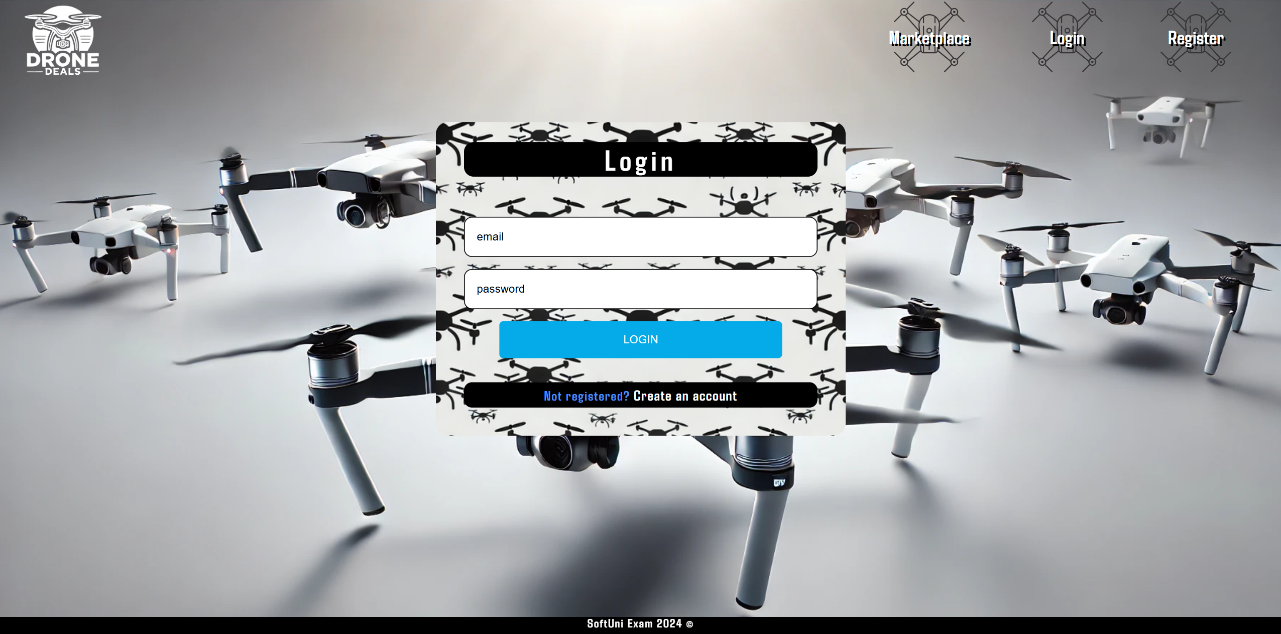 DRONE
DEALS
Marketplace
Login
Register
Login
email
password
LOGIN
Not registered? Create an account
SoftUni Exam 2024 ©